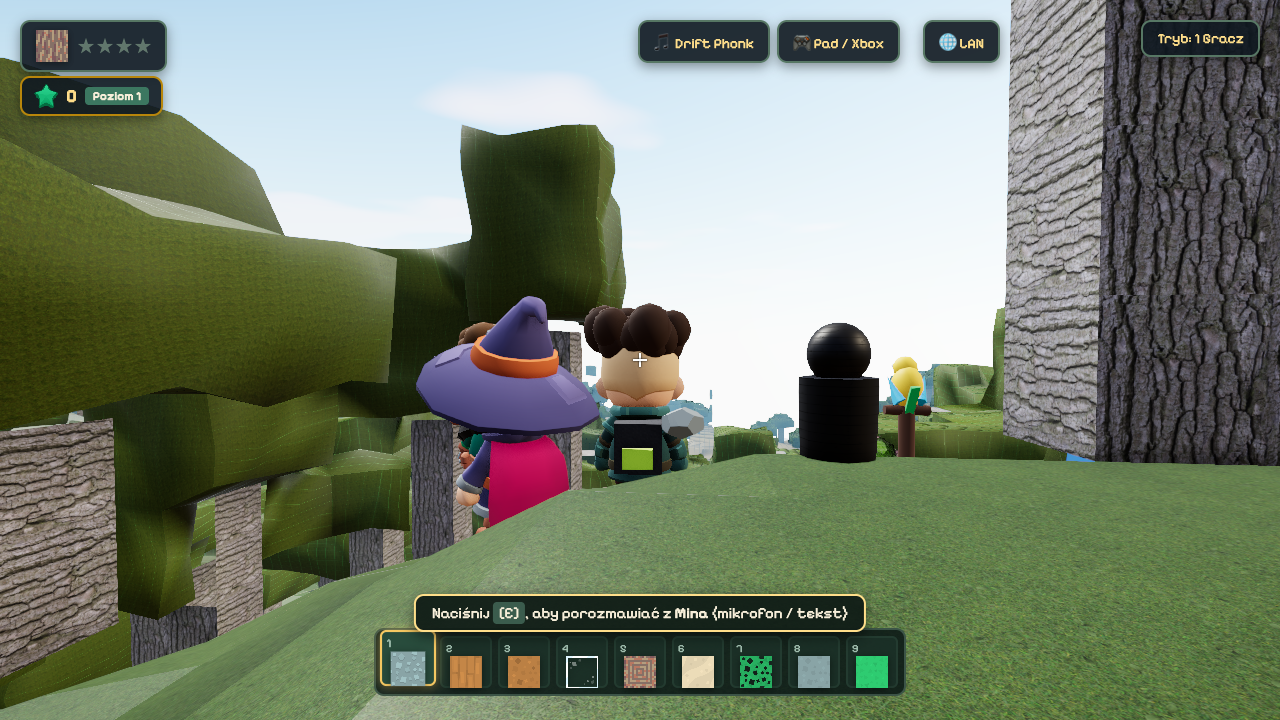 Drift Phonk
Pad / Xbox
LAN
Tryb: 1 Gracz
0 Poziom 1
Naciśnij (E), aby porozmawiać z Mina (mikrofon / tekst)
1 2 3 4 5 6 7 8 9